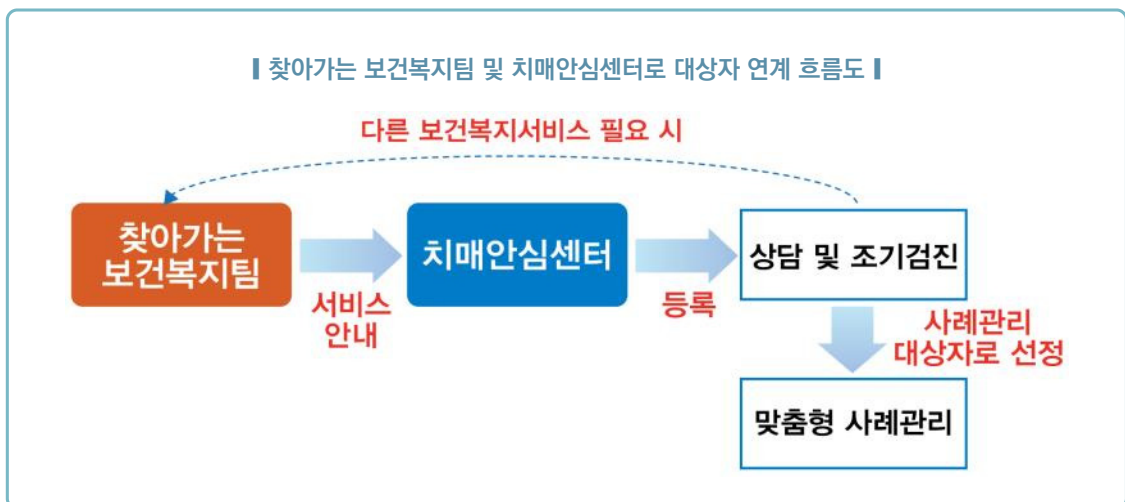 ▌찾아가는 보건복지팀 및 치매안심센터로 대상자 연계 흐름도▐
다른 보건복지서비스 필요 시
찾아가는
보건복지팀
서비스
안내
치매안심센터
등록
상담 및 조기검진
사례관리
대상자로 선정
맞춤형 사례관리